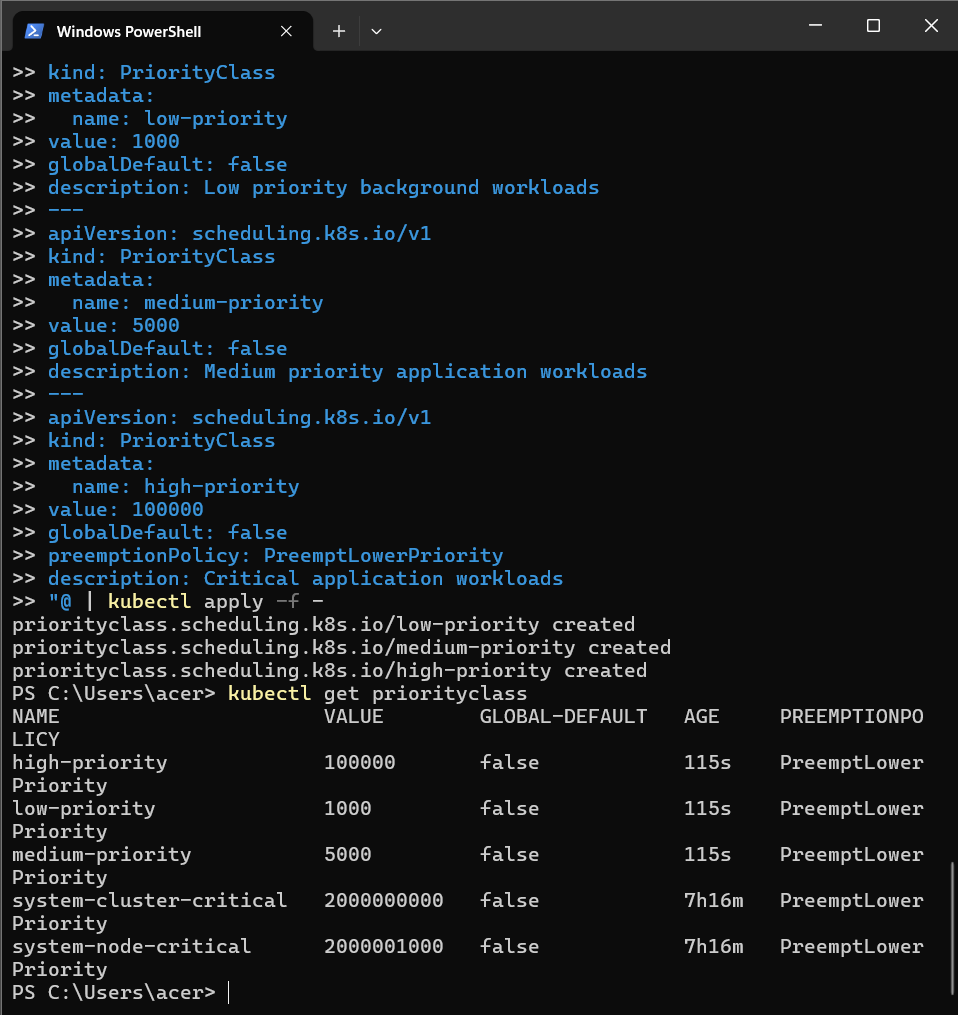 Windows PowerShell
>> kind: PriorityClass
>> metadata:
>>   name: low-priority
>> value: 1000
>> globalDefault: false
>> description: Low priority background workloads
>> ---
>> apiVersion: scheduling.k8s.io/v1
>> kind: PriorityClass
>> metadata:
>>   name: medium-priority
>> value: 5000
>> globalDefault: false
>> description: Medium priority application workloads
>> ---
>> apiVersion: scheduling.k8s.io/v1
>> kind: PriorityClass
>> metadata:
>>   name: high-priority
>> value: 100000
>> globalDefault: false
>> preemptionPolicy: PreemptLowerPriority
>> description: Critical application workloads
>> "@ | kubectl apply -f -
priorityclass.scheduling.k8s.io/low-priority created
priorityclass.scheduling.k8s.io/medium-priority created
priorityclass.scheduling.k8s.io/high-priority created
PS C:\Users\acer> kubectl get priorityclass
NAME                      VALUE        GLOBAL-DEFAULT   AGE     PREEMPTIONPO
LICY
high-priority             100000       false            115s    PreemptLower
Priority
low-priority              1000         false            115s    PreemptLower
Priority
medium-priority           5000         false            115s    PreemptLower
Priority
system-cluster-critical   2000000000   false            7h16m   PreemptLower
Priority
system-node-critical      2000001000   false            7h16m   PreemptLower
Priority
PS C:\Users\acer>